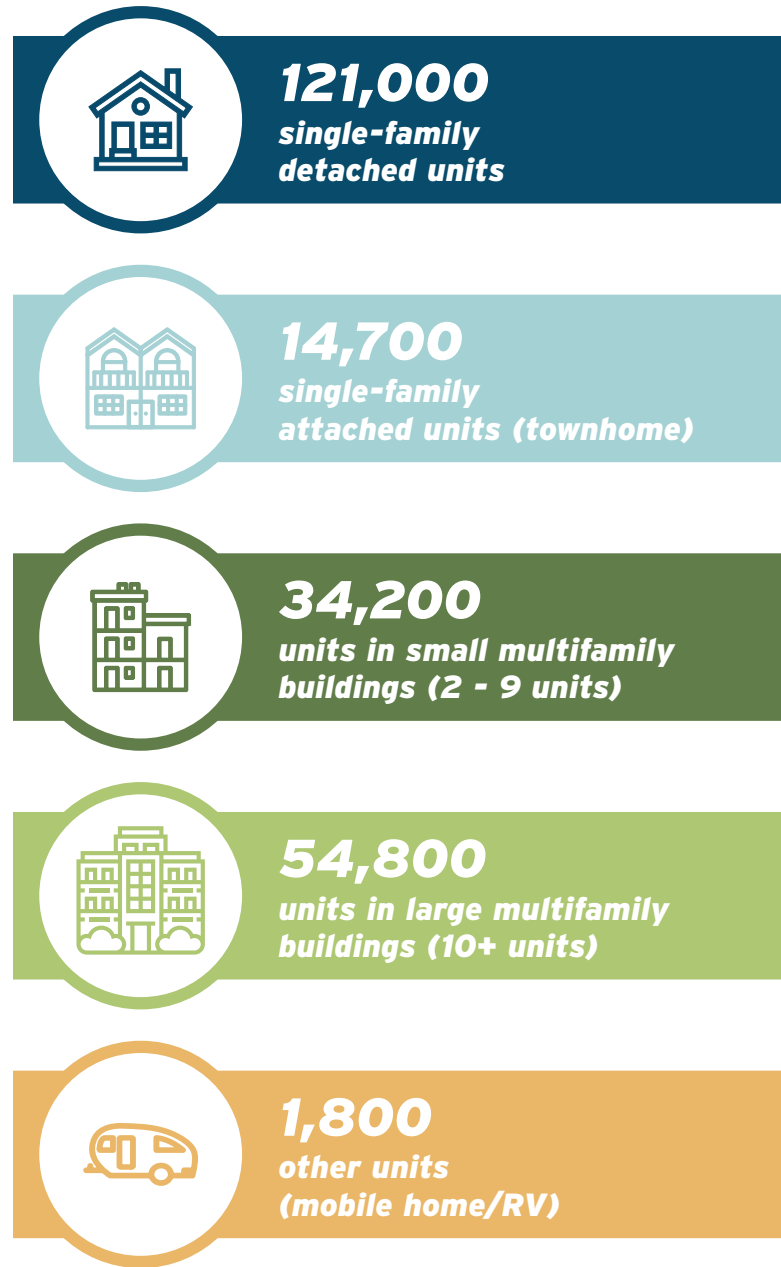 121,000
single-family
detached units
14,700
single-family
attached units (townhome)
34,200
units in small multifamily
buildings (2 - 9 units)
54,800
units in large multifamily
buildings (10+ units)
1,800
other units
(mobile home/RV)